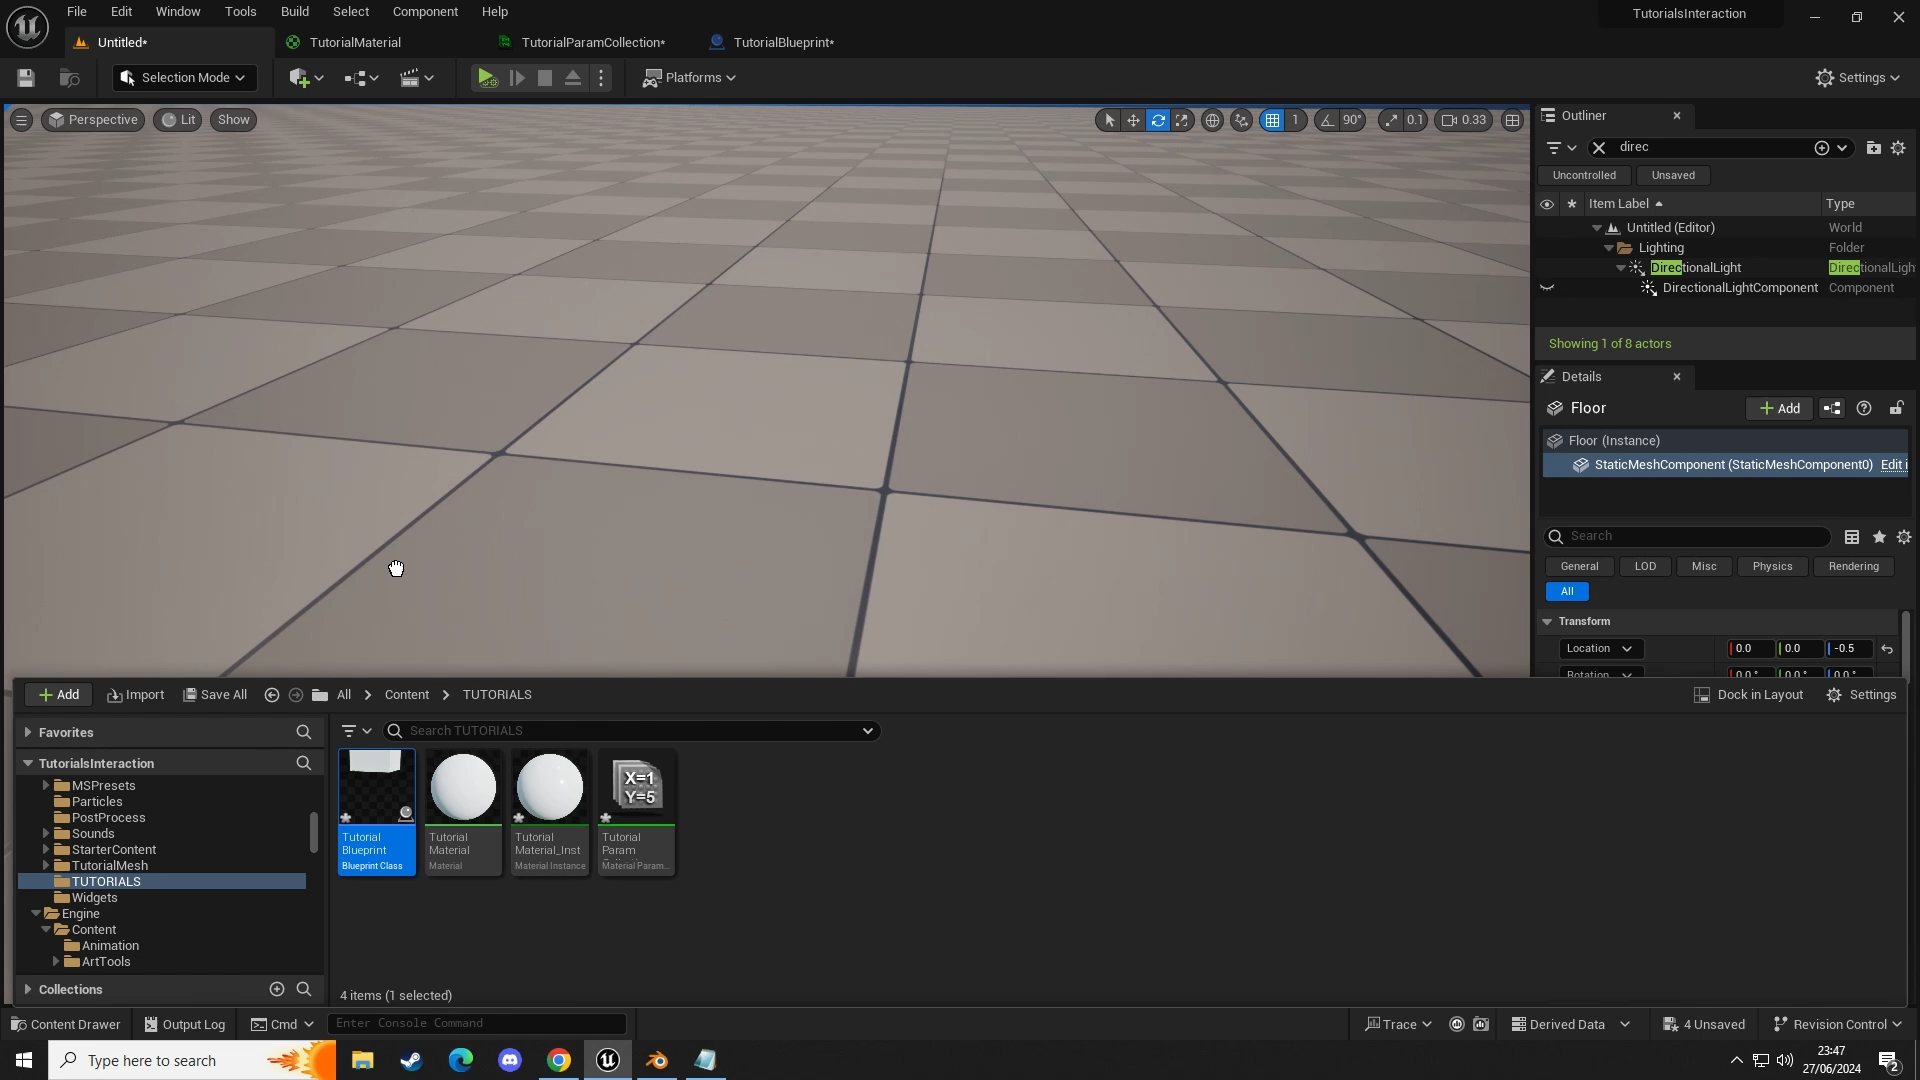 File Edit Window Tools Build Select Component Help
TutorialsInteraction
Untitled* TutorialMaterial TutorialParamCollection* TutorialBlueprint*
Selection Mode Platforms Settings
Perspective Lit Show 1 90° 0.1 0.33
Outliner
direc
Uncontrolled Unsaved
Item Label Type
Untitled (Editor) World
Lighting Folder
DirectionalLight DirectionalLigh
DirectionalLightComponent Component
Showing 1 of 8 actors
Details
Floor Add
Floor (Instance)
StaticMeshComponent (StaticMeshComponent0) Edit i
Search
General LOD Misc Physics Rendering
All
Transform
Location 0.0 0.0 -0.5
Rotation 0.0° 0.0° 0.0°
Add Import Save All All Content TUTORIALS Dock in Layout Settings
Favorites
Search TUTORIALS
TutorialsInteraction
MSPresets
Particles
PostProcess
Sounds
StarterContent
TutorialMesh
TUTORIALS
Widgets
Engine
Content
Animation
ArtTools
Collections
X=1
Y=5
Tutorial
Blueprint
Blueprint Class
Tutorial
Material
Material
Tutorial
Material_Inst
Material Instance
Tutorial
Param
Material Param...
4 items (1 selected)
Content Drawer Output Log Cmd Enter Console Command Trace Derived Data 4 Unsaved Revision Control
Type here to search
23:47
27/06/2024
2